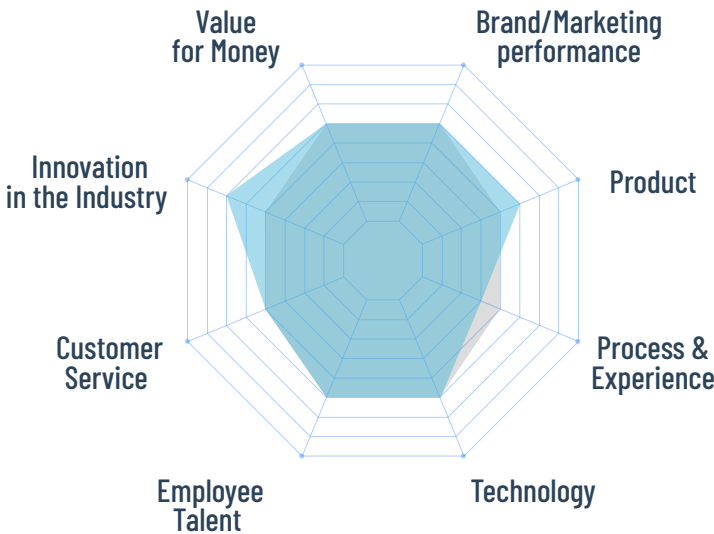 Value
for Money
Brand/Marketing
performance
Innovation
in the Industry
Product
Customer
Service
Process &
Experience
Employee
Talent
Technology